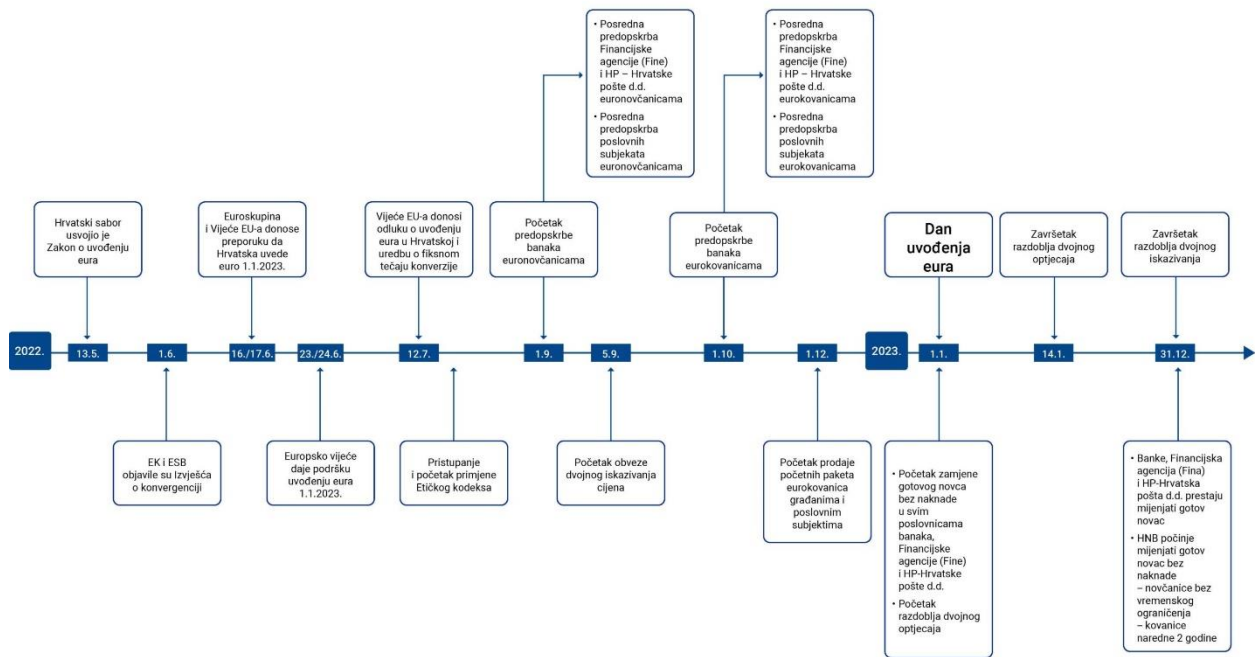 • Posredna
predopskrba
Financijske
agencije (Fine)
i HP – Hrvatske
pošte d.d.
euronovčanicama
• Posredna
predopskrba
poslovnih
subjekata
euronovčanicama
• Posredna
predopskrba
Financijske
agencije (Fine)
i HP – Hrvatske
pošte d.d.
eurokovanicama
• Posredna
predopskrba
poslovnih
subjekata
eurokovanicama
Hrvatski sabor
usvojio je
Zakon o uvođenju
eura
Euroskupina
i Vijeće EU-a donose
preporuku da
Hrvatska uvede
euro 1.1.2023.
Vijeće EU-a donosi
odluku o uvođenju
eura u Hrvatskoj i
uredbu o fiksnom
tečaju konverzije
Početak
predopskrbe
banaka
euronovčanicama
Početak
predopskrbe
banaka
eurokovanicama
Dan
uvođenja
eura
Završetak
razdoblja dvojnog
optjecaja
Završetak
razdoblja dvojnog
iskazivanja
2022.
13.5.
1.6.
16./17.6.
23./24.6.
12.7.
1.9.
5.9.
1.10.
1.12.
2023.
1.1.
14.1.
31.12.
EK i ESB
objavile su Izvješća
o konvergenciji
Europsko vijeće
daje podršku
uvođenju eura
1.1.2023.
Pristupanje
i početak primjene
Etičkog kodeksa
Početak obveze
dvojnog iskazivanja
cijena
Početak prodaje
početnih paketa
eurokovanica
građanima i
poslovnim
subjektima
• Početak zamjene
gotovog novca
bez naknade
u svim
poslovnicama
banaka,
Financijske
agencije (Fine)
i HP-Hrvatske
pošte d.d.
• Početak
razdoblja dvojnog
optjecaja
• Banke, Financijska
agencija (Fina)
i HP-Hrvatska
pošta d.d. prestaju
mijenjati gotov
novac
• HNB počinje
mijenjati gotov
novac bez
naknade
– novčanice bez
vremenskog
ograničenja
– kovanice
naredne 2 godine